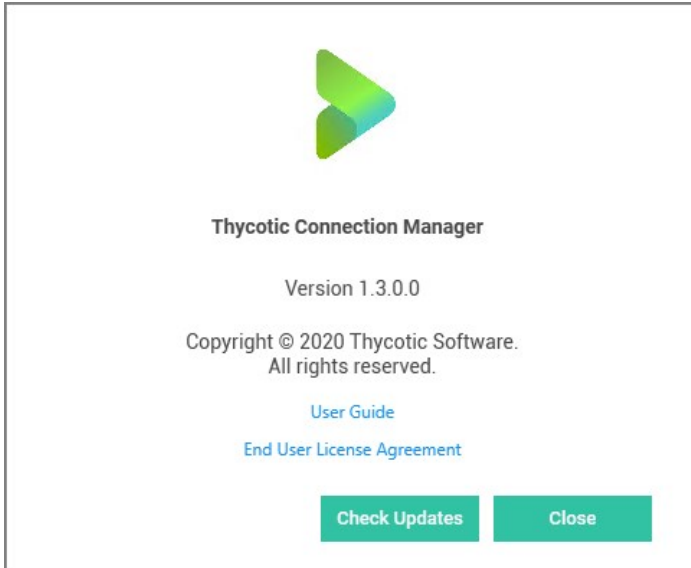 Thycotic Connection Manager
Version 1.3.0.0
Copyright © 2020 Thycotic Software.
All rights reserved.
User Guide
End User License Agreement
Check Updates
Close